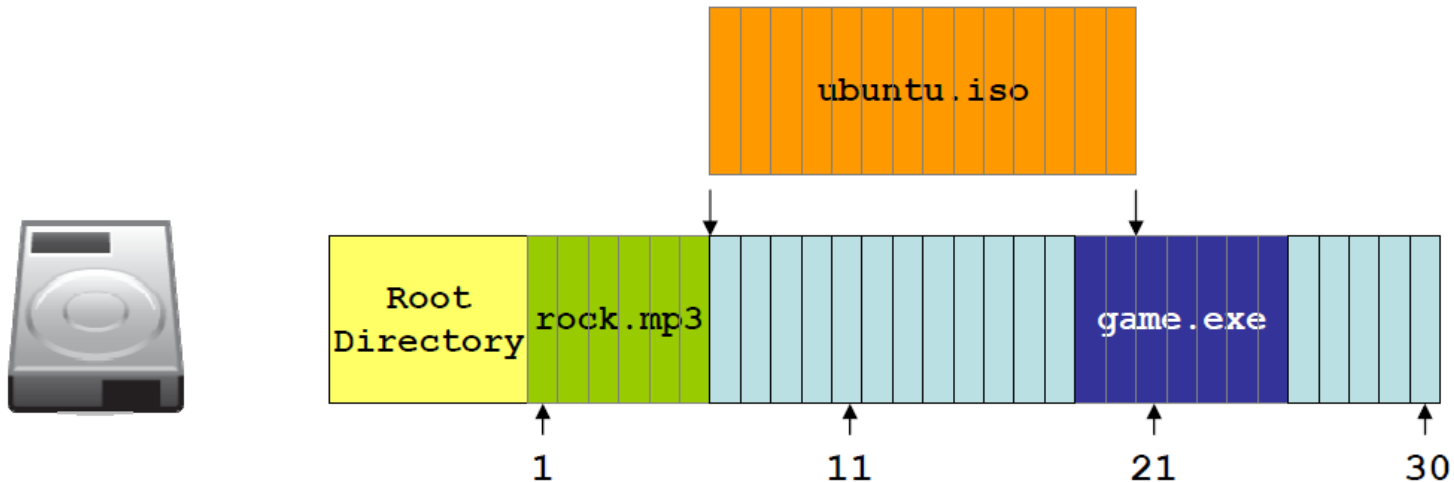 ubuntu.iso
Root
Directory
rock.mp3
game.exe
1
11
21
30